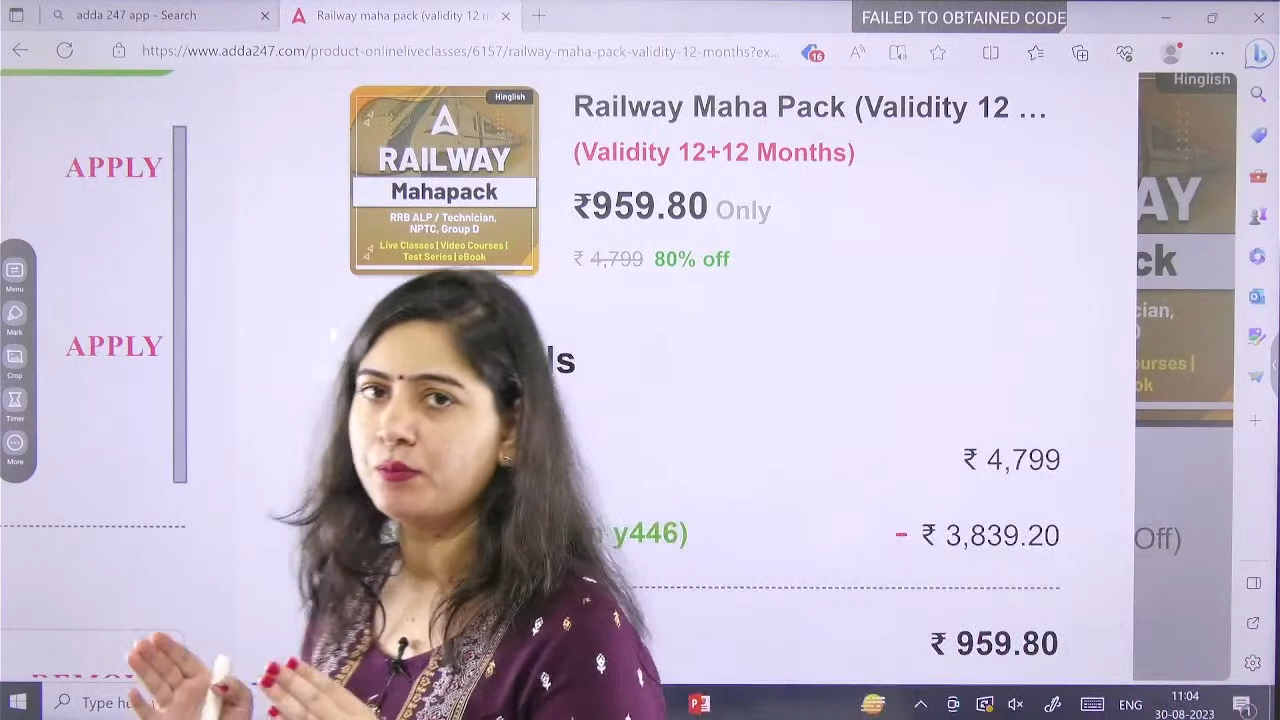 adda 247 app - Search
Railway maha pack (validity 12 n
FAILED TO OBTAINED CODE
https://www.adda247.com/product-onlineliveclasses/6157/railway-maha-pack-validity-12-months?ex...
16
Hinglish
Hinglish
RAILWAY
Mahapack
RRB ALP / Technician,
NPTC, Group D
Live Classes | Video Courses |
Test Series | eBook
Railway Maha Pack (Validity 12 ...
(Validity 12+12 Months)
₹959.80 Only
₹ 4,799 80% off
APPLY
APPLY
AY
ck
cian,
ourses |
ok
Menu
Mark
Crop
Timer
More
ls
₹ 4,799
y446)
- ₹ 3,839.20
Off)
₹ 959.80
Type he
ENG
11:04
30-08-2023
1